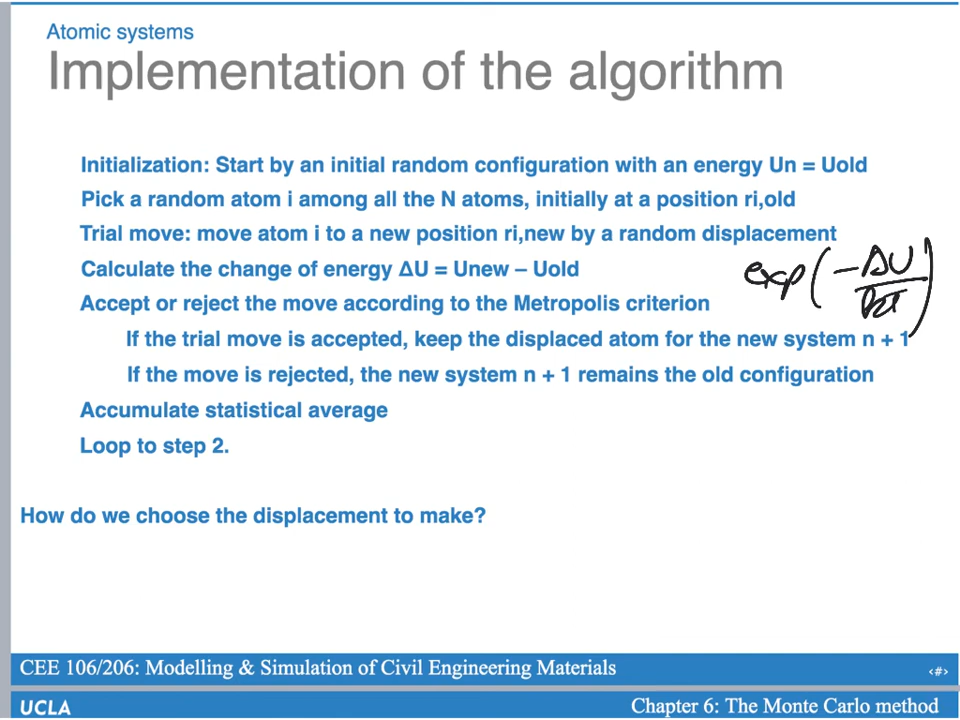 Atomic systems
Implementation of the algorithm
Initialization: Start by an initial random configuration with an energy Un = Uold
Pick a random atom i among all the N atoms, initially at a position ri,old
Trial move: move atom i to a new position ri,new by a random displacement
Calculate the change of energy ΔU = Unew – Uold
exp(-ΔU/kT)
Accept or reject the move according to the Metropolis criterion
If the trial move is accepted, keep the displaced atom for the new system n + 1
If the move is rejected, the new system n + 1 remains the old configuration
Accumulate statistical average
Loop to step 2.
How do we choose the displacement to make?
CEE 106/206: Modelling & Simulation of Civil Engineering Materials
‹#›
UCLA
Chapter 6: The Monte Carlo method